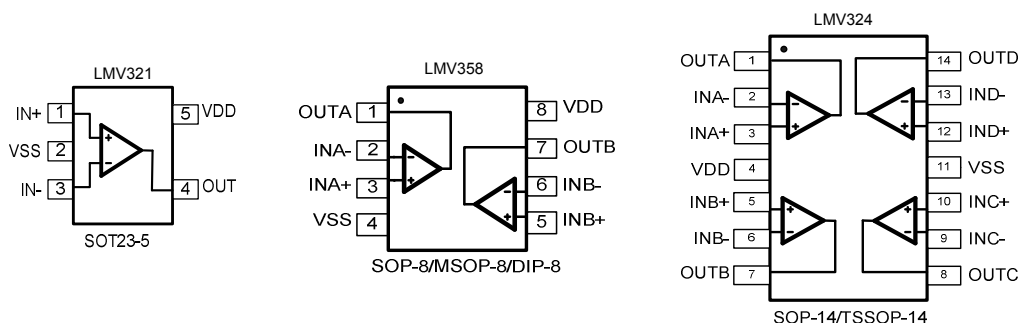 LMV321
IN+ 1 5 VDD
+
VSS 2
-
IN- 3 4 OUT
SOT23-5
LMV358
OUTA 1 8 VDD
INA- 2 7 OUTB
-
+
INA+ 3 6 INB-
-
+
VSS 4 5 INB+
SOP-8/MSOP-8/DIP-8
LMV324
OUTA 1 14 OUTD
INA- 2 13 IND-
- -
+ +
INA+ 3 12 IND+
VDD 4 11 VSS
INB+ 5 10 INC+
+ +
- -
INB- 6 9 INC-
OUTB 7 8 OUTC
SOP-14/TSSOP-14